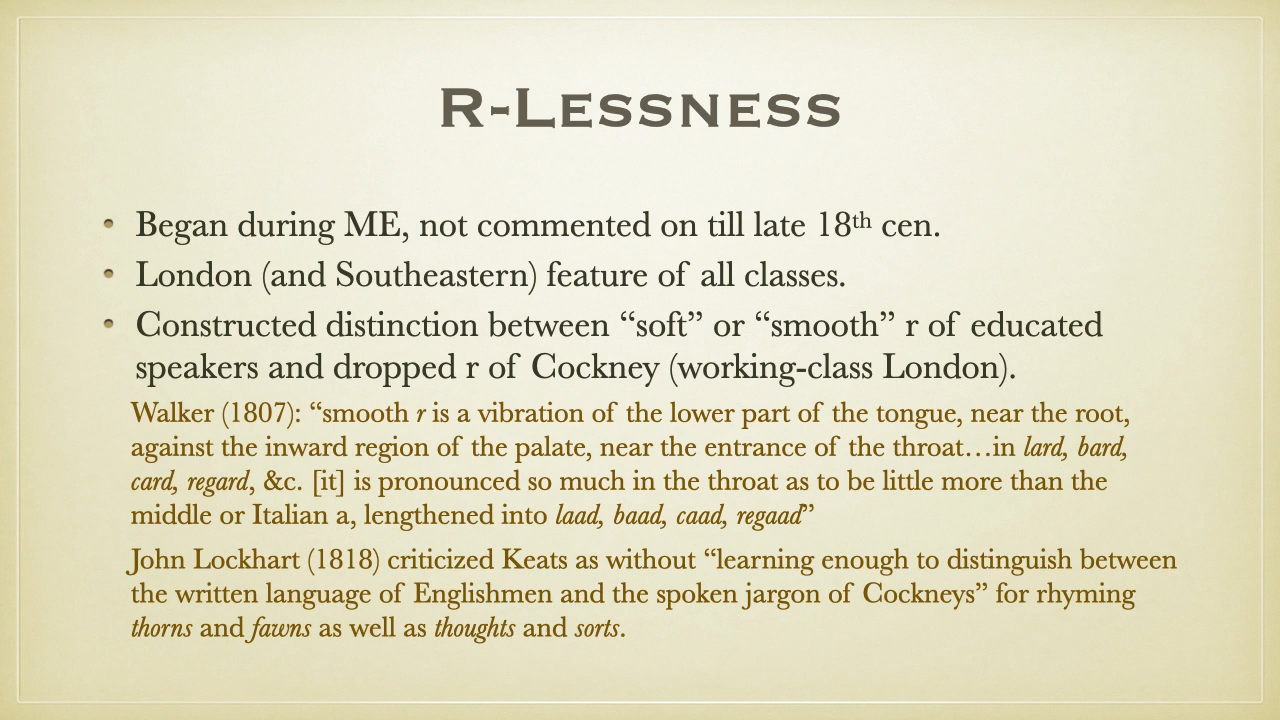 R-Lessness
• Began during ME, not commented on till late 18th cen.
• London (and Southeastern) feature of all classes.
• Constructed distinction between “soft” or “smooth” r of educated
speakers and dropped r of Cockney (working-class London).
Walker (1807): “smooth r is a vibration of the lower part of the tongue, near the root,
against the inward region of the palate, near the entrance of the throat…in lard, bard,
card, regard, &c. [it] is pronounced so much in the throat as to be little more than the
middle or Italian a, lengthened into laad, baad, caad, regaad”
John Lockhart (1818) criticized Keats as without “learning enough to distinguish between
the written language of Englishmen and the spoken jargon of Cockneys” for rhyming
thorns and fawns as well as thoughts and sorts.